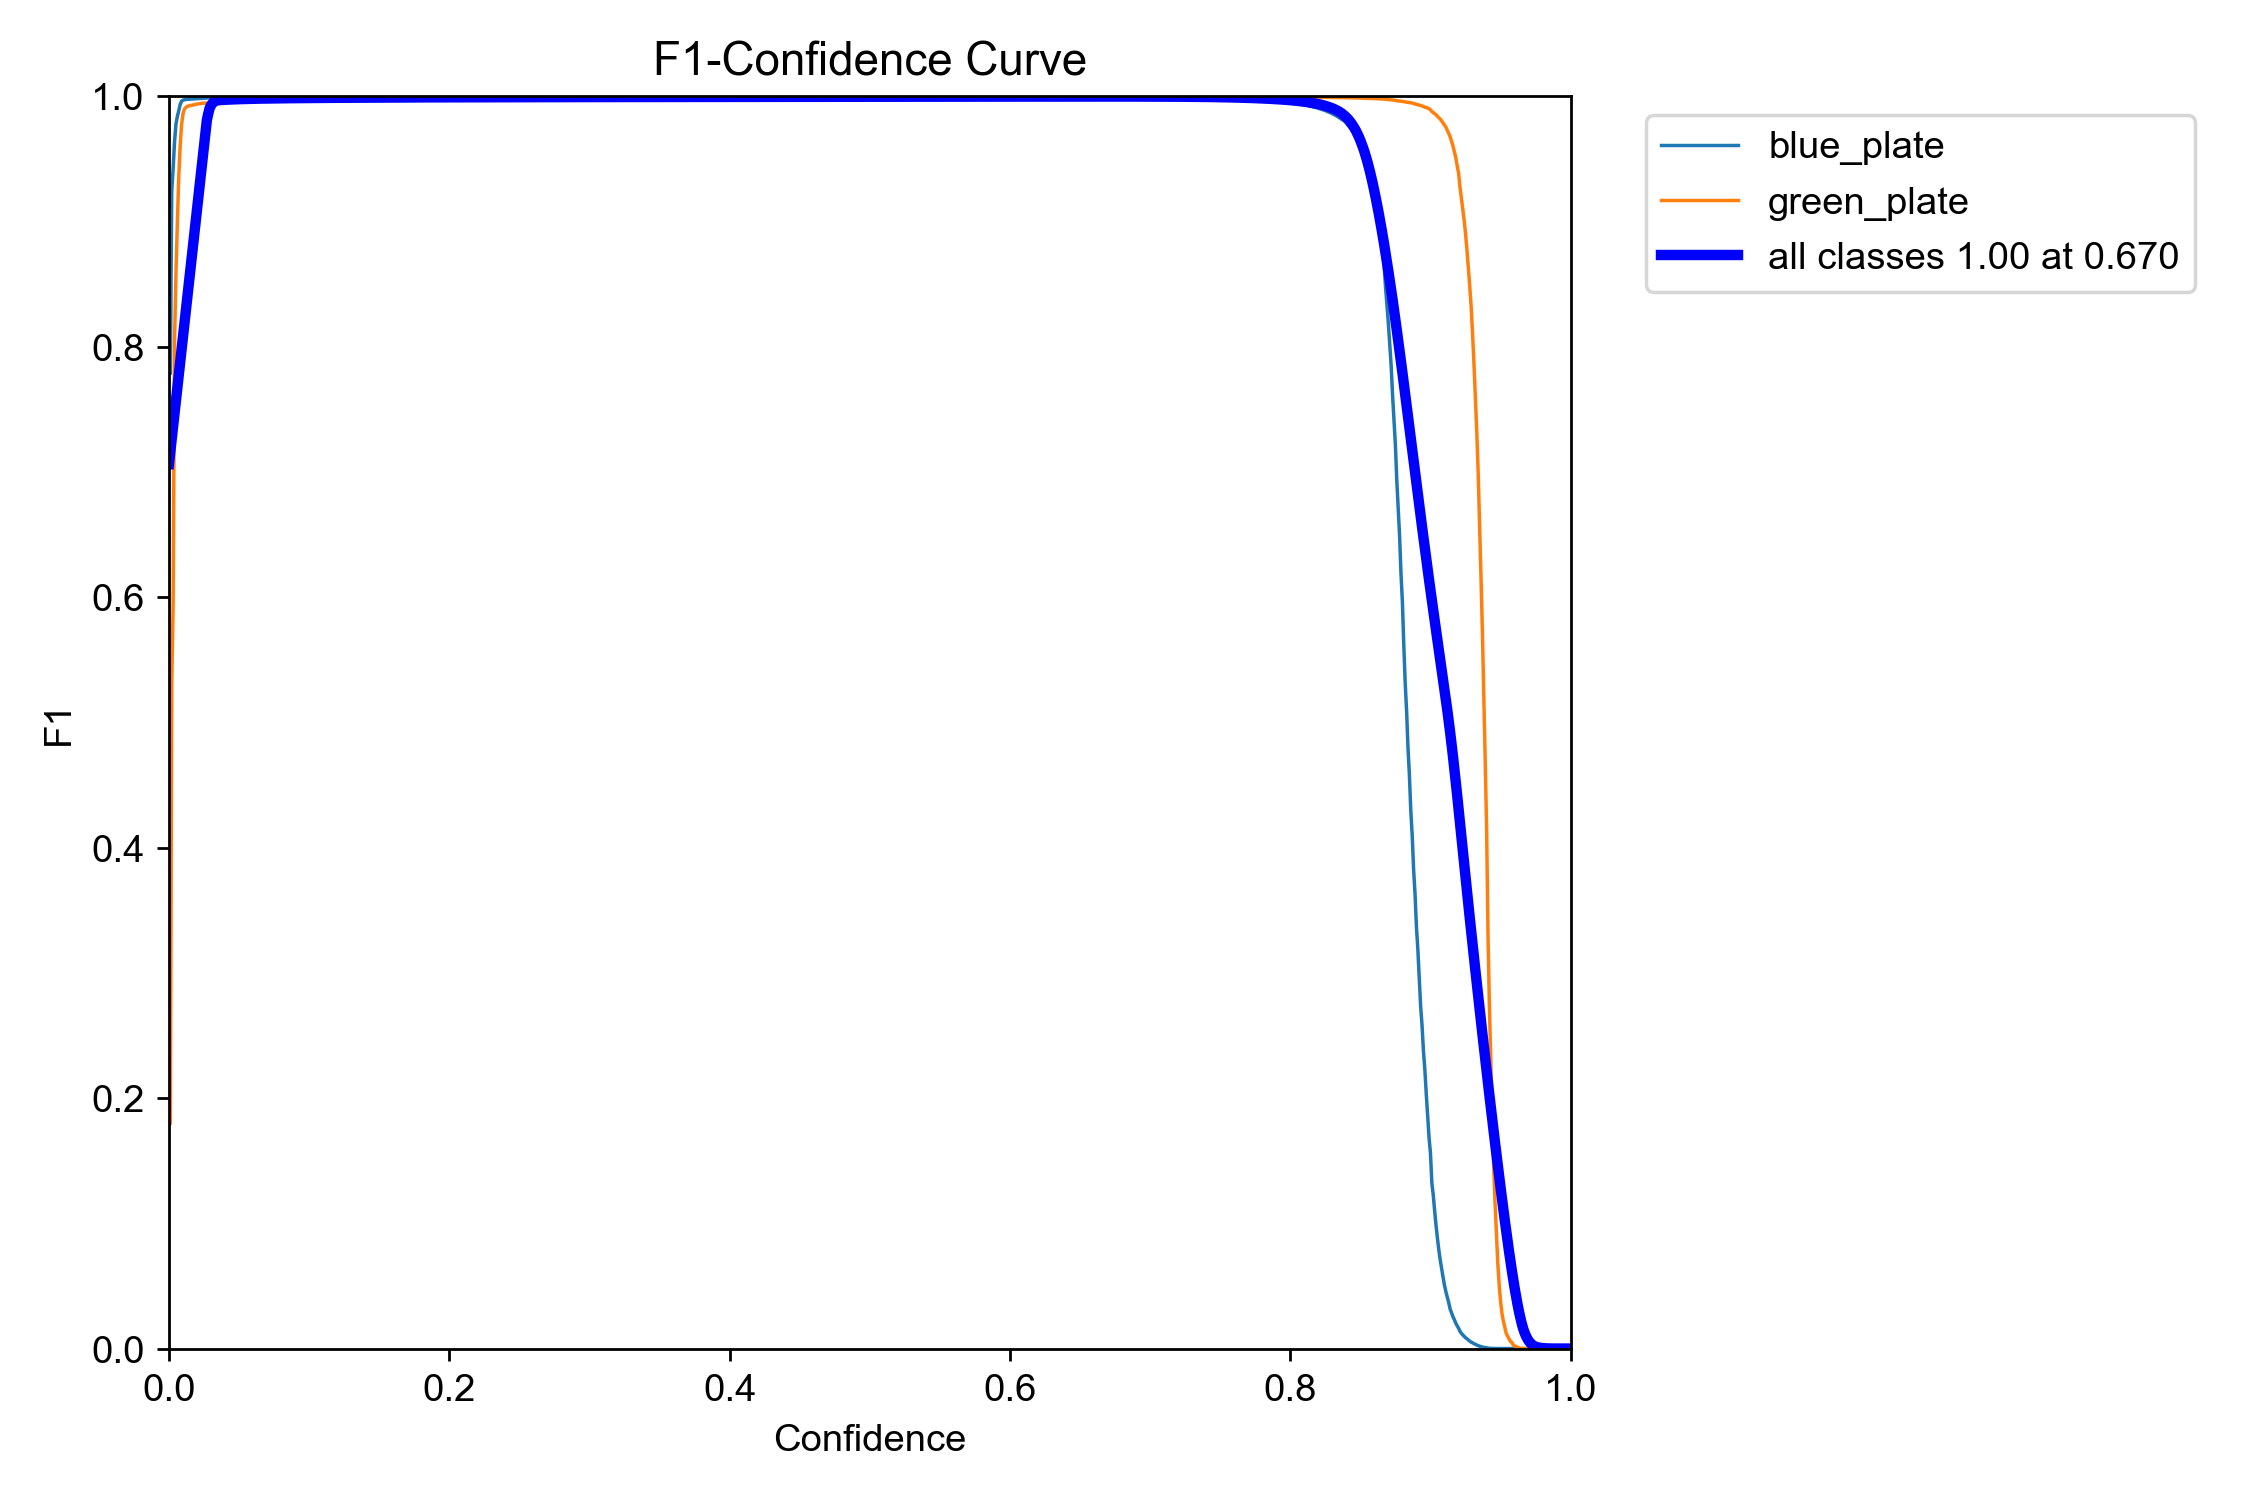 F1-Confidence Curve
1.0
0.8
0.6
0.4
0.2
0.0
F1
0.0 0.2 0.4 0.6 0.8 1.0
Confidence
blue_plate
green_plate
all classes 1.00 at 0.670